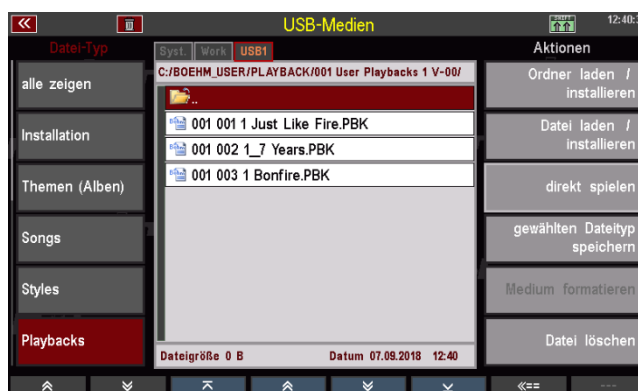 USB-Medien
12:40:3
Datei-Typ
Syst. Work USB1
Aktionen
C:/BOEHM_USER/PLAYBACK/001 User Playbacks 1 V-00/
..
001 001 1 Just Like Fire.PBK
001 002 1_7 Years.PBK
001 003 1 Bonfire.PBK
alle zeigen
Installation
Themen (Alben)
Songs
Styles
Playbacks
Ordner laden /
installieren
Datei laden /
installieren
direkt spielen
gewählten Dateityp
speichern
Medium formatieren
Datei löschen
Dateigröße 0 B Datum 07.09.2018 12:40
«==
---